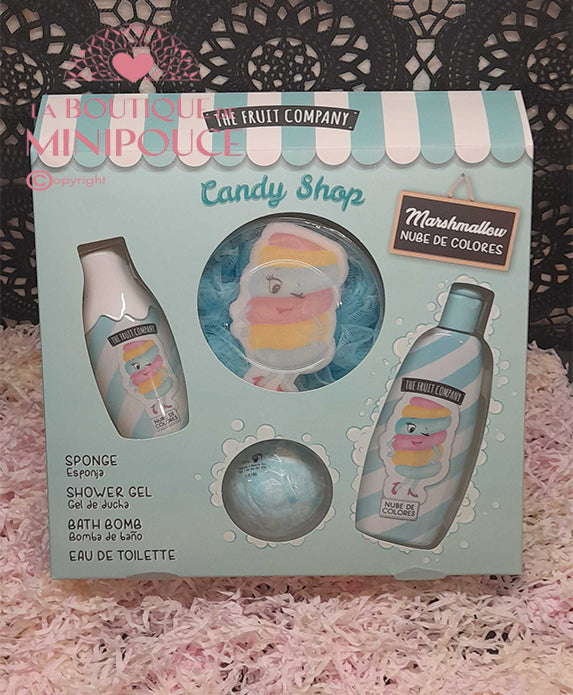 LA BOUTIQUE DE
MINIPOUCE
©opyright
THE FRUIT COMPANY
Candy Shop
Marshmallow
NUBE DE COLORES
THE FRUIT COMPANY
NUBE DE
COLORES
THE FRUIT COMPANY
NUBE DE
COLORES
SPONGE
Esponja
SHOWER GEL
Gel de ducha
BATH BOMB
Bomba de baño
EAU DE TOILETTE